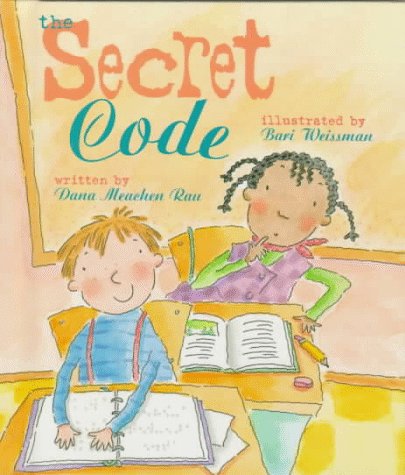 the
Secret
Code
illustrated by
Bari Weissman
written by
Dana Meachen Rau